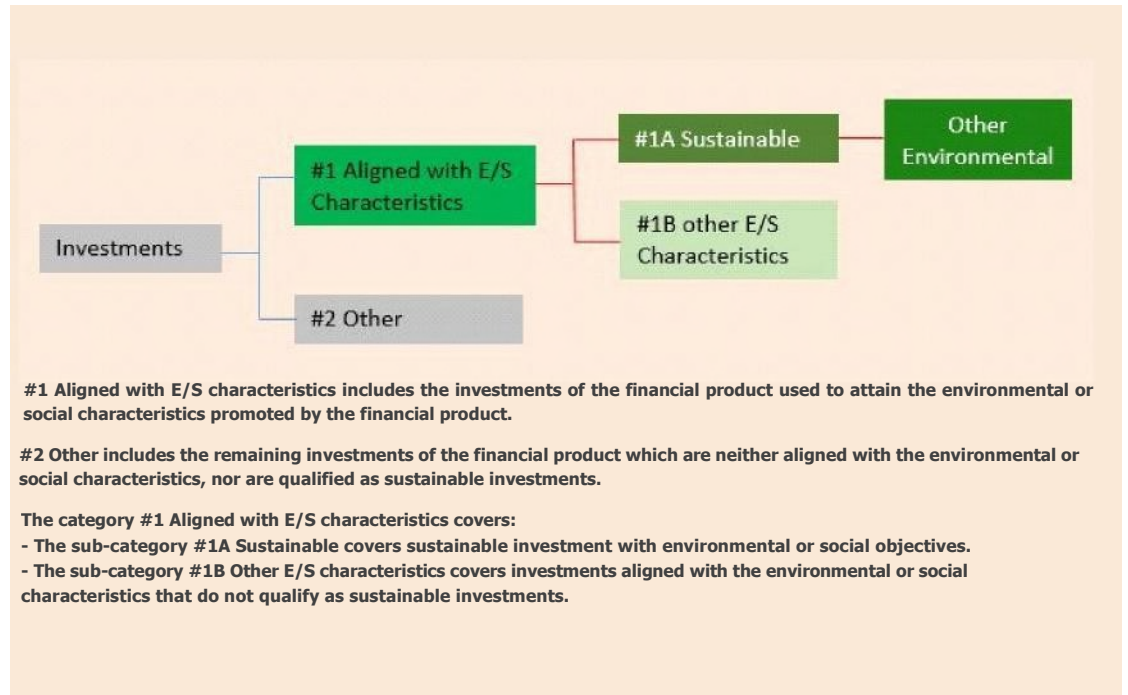 Other
Environmental
#1A Sustainable
#1 Aligned with E/S
Characteristics
#1B other E/S
Characteristics
Investments
#2 Other
#1 Aligned with E/S characteristics includes the investments of the financial product used to attain the environmental or
social characteristics promoted by the financial product.
#2 Other includes the remaining investments of the financial product which are neither aligned with the environmental or
social characteristics, nor are qualified as sustainable investments.
The category #1 Aligned with E/S characteristics covers:
- The sub-category #1A Sustainable covers sustainable investment with environmental or social objectives.
- The sub-category #1B Other E/S characteristics covers investments aligned with the environmental or social
characteristics that do not qualify as sustainable investments.